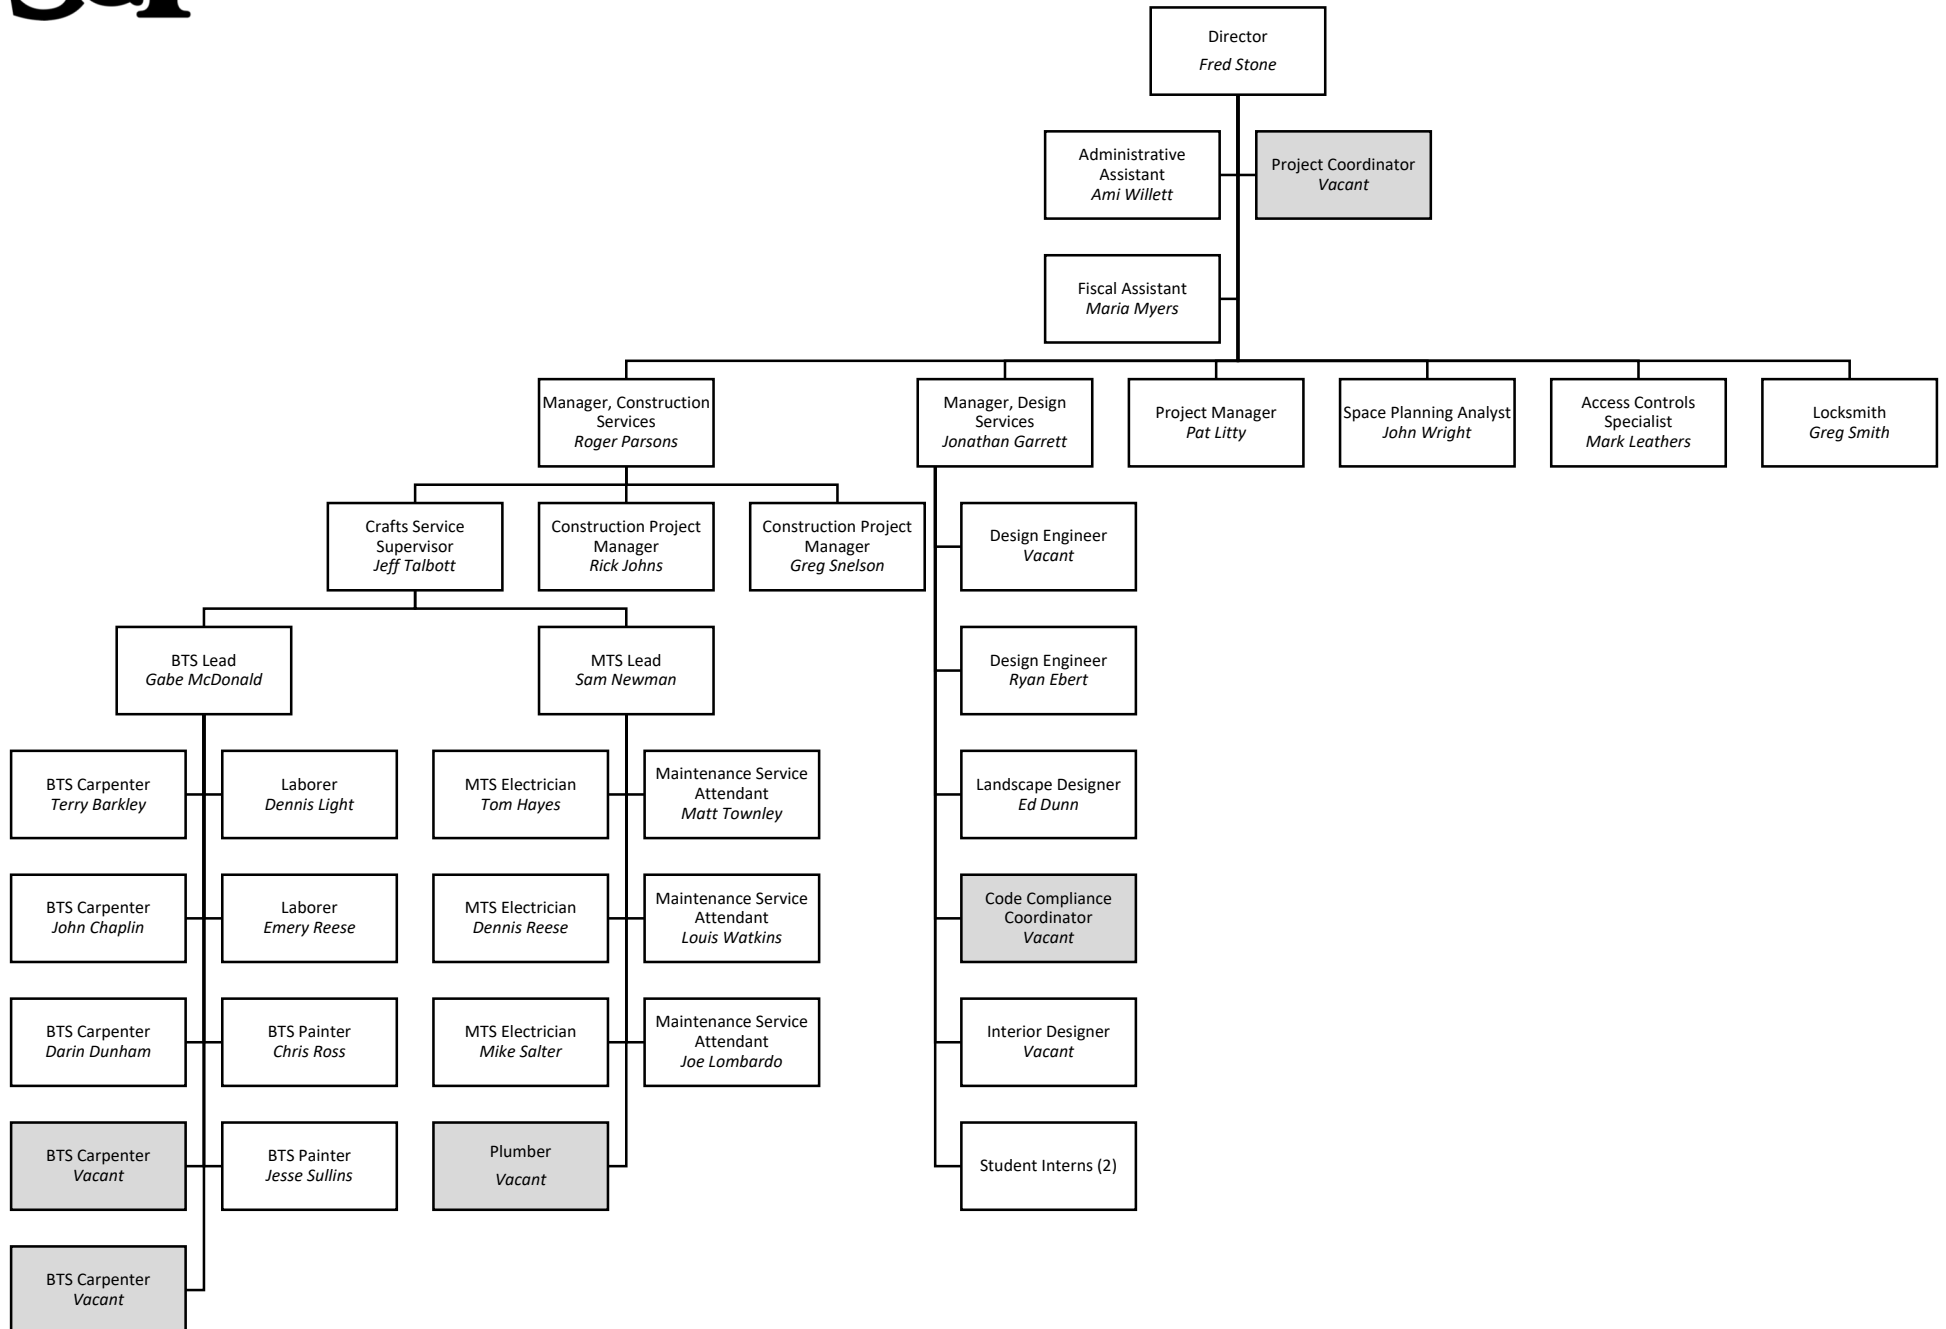 Director
Fred Stone
Administrative
Assistant
Ami Willett
Project Coordinator
Vacant
Fiscal Assistant
Maria Myers
Manager, Construction
Services
Roger Parsons
Manager, Design
Services
Jonathan Garrett
Project Manager
Pat Litty
Space Planning Analyst
John Wright
Access Controls
Specialist
Mark Leathers
Locksmith
Greg Smith
Crafts Service
Supervisor
Jeff Talbott
Construction Project
Manager
Rick Johns
Construction Project
Manager
Greg Snelson
Design Engineer
Vacant
BTS Lead
Gabe McDonald
MTS Lead
Sam Newman
Design Engineer
Ryan Ebert
BTS Carpenter
Terry Barkley
Laborer
Dennis Light
MTS Electrician
Tom Hayes
Maintenance Service
Attendant
Matt Townley
Landscape Designer
Ed Dunn
BTS Carpenter
John Chaplin
Laborer
Emery Reese
MTS Electrician
Dennis Reese
Maintenance Service
Attendant
Louis Watkins
Code Compliance
Coordinator
Vacant
BTS Carpenter
Darin Dunham
BTS Painter
Chris Ross
MTS Electrician
Mike Salter
Maintenance Service
Attendant
Joe Lombardo
Interior Designer
Vacant
BTS Carpenter
Vacant
BTS Painter
Jesse Sullins
Plumber
Vacant
Student Interns (2)
BTS Carpenter
Vacant